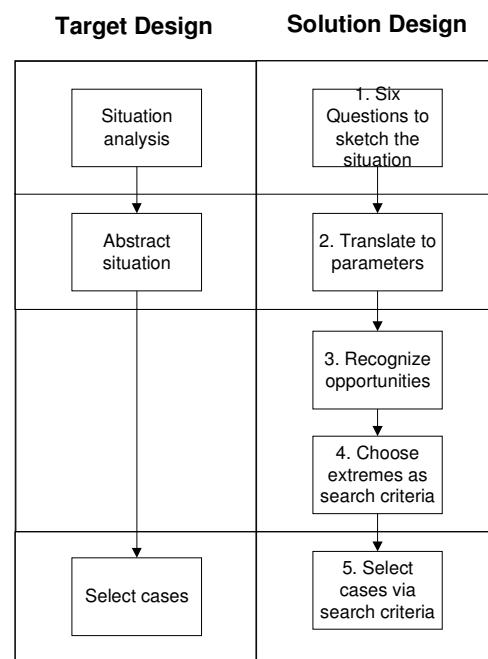 Target Design
Solution Design
Situation
analysis
1. Six
Questions to
sketch the
situation
Abstract
situation
2. Translate to
parameters
3. Recognize
opportunities
4. Choose
extremes as
search criteria
Select cases
5. Select
cases via
search criteria